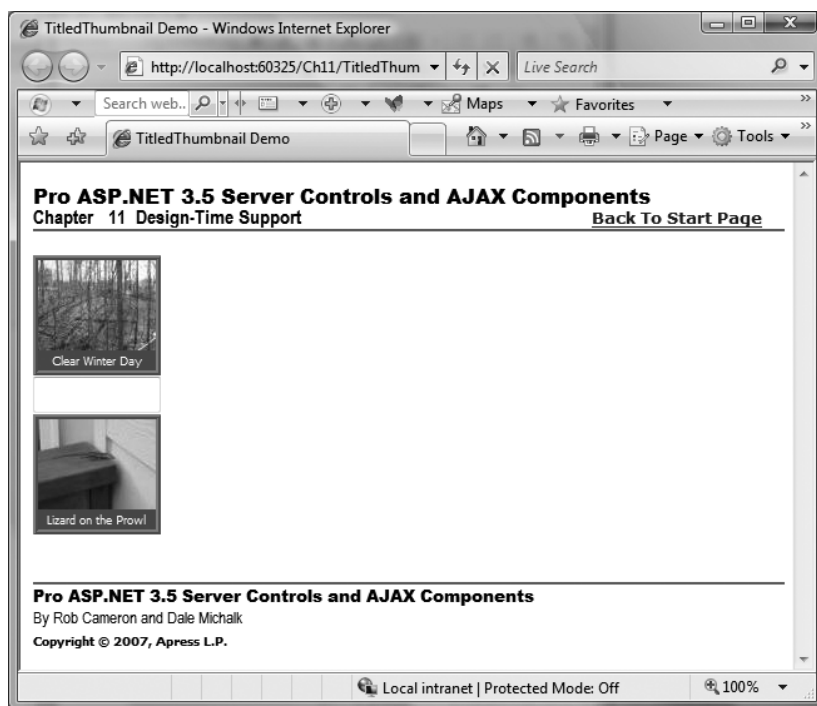 TitledThumbnail Demo - Windows Internet Explorer
http://localhost:60325/Ch11/TitledThum
Live Search
Search web..
Maps
Favorites
TitledThumbnail Demo
Page
Tools
Pro ASP.NET 3.5 Server Controls and AJAX Components
Chapter 11 Design-Time Support
Back To Start Page
Clear Winter Day
Lizard on the Prowl
Pro ASP.NET 3.5 Server Controls and AJAX Components
By Rob Cameron and Dale Michalk
Copyright © 2007, Apress L.P.
Local intranet | Protected Mode: Off
100%